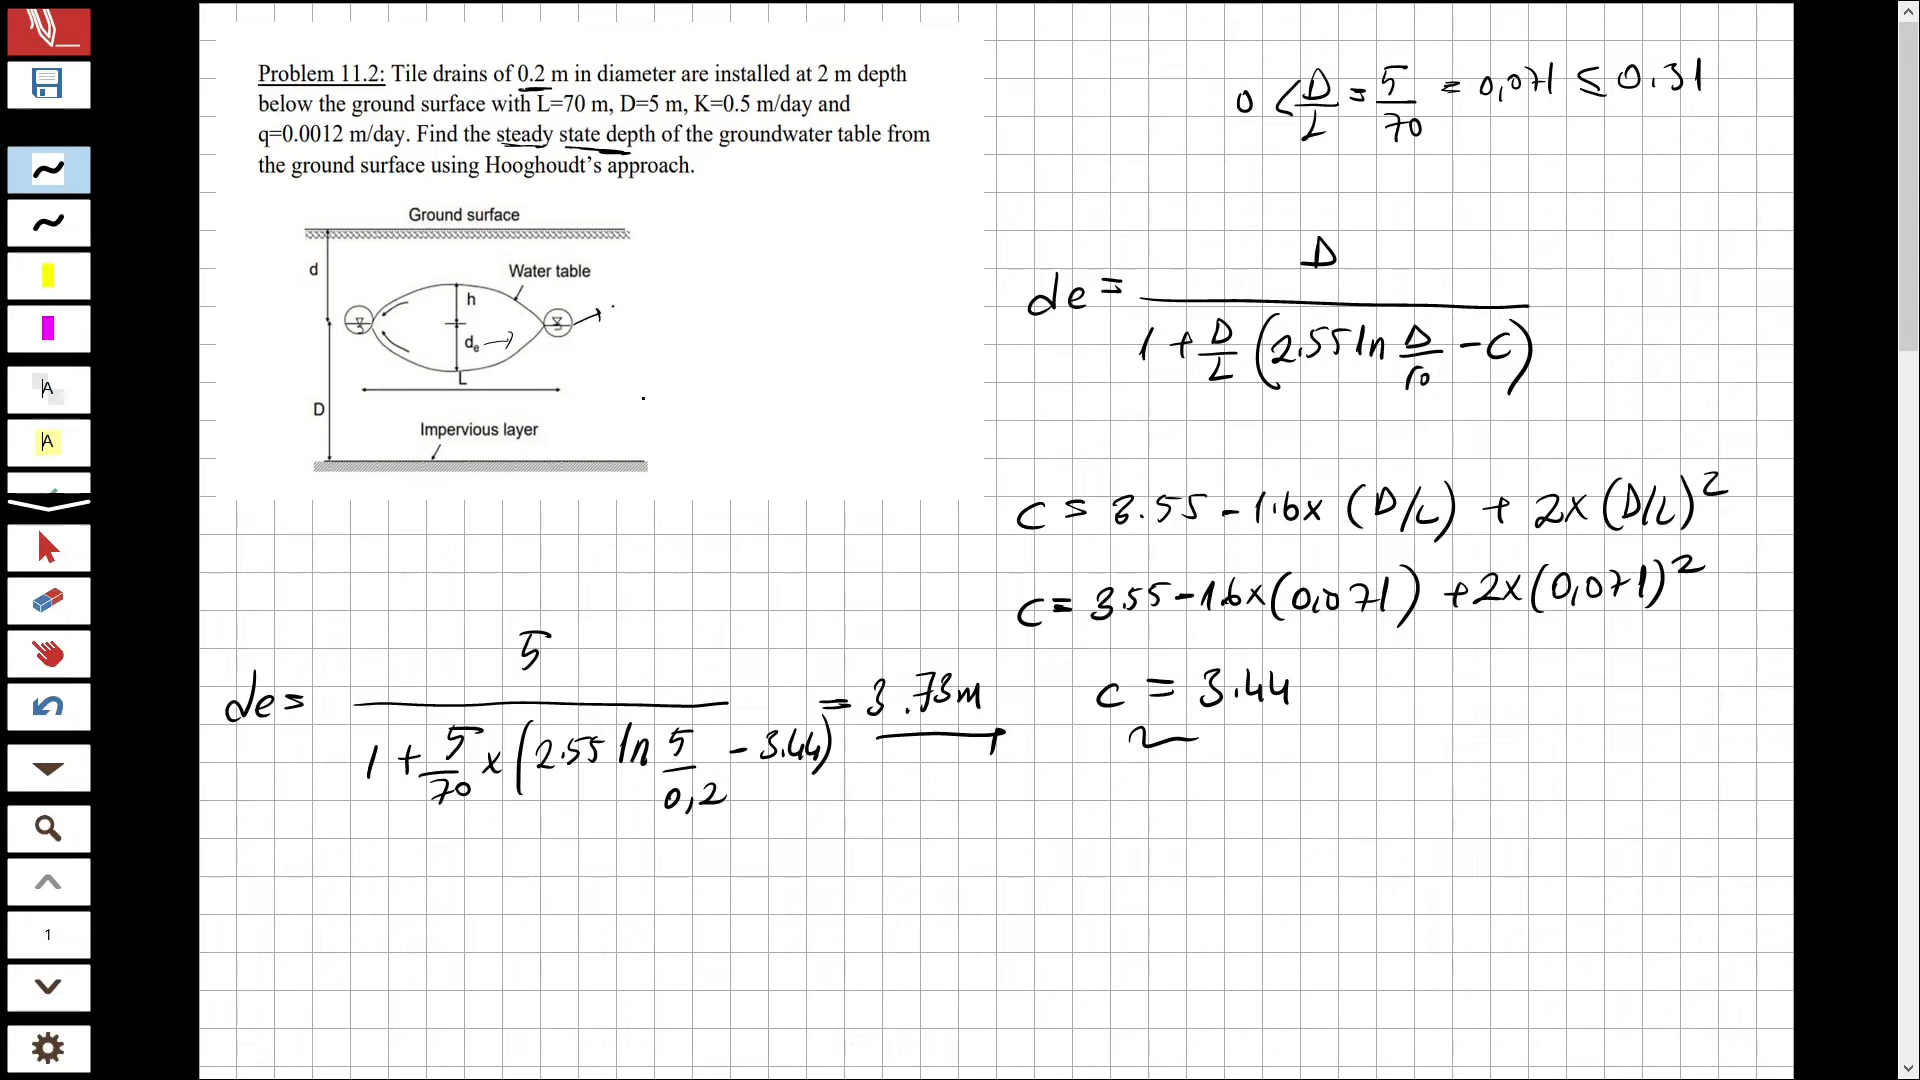 Problem 11.2: Tile drains of 0.2 m in diameter are installed at 2 m depth
below the ground surface with L=70 m, D=5 m, K=0.5 m/day and
q=0.0012 m/day. Find the steady state depth of the groundwater table from
the ground surface using Hooghoudt’s approach.
Ground surface
d
Water table
h
de
L
D
Impervious layer
0 < D/L = 5/70 = 0,071 ≤ 0.31
de = D / (1 + D/L (2.55 ln D/r0 - C))
C = 3.55 - 1.6x (D/L) + 2x (D/L)²
C = 3.55 - 1.6x (0,071) + 2x (0,071)²
C = 3.44
de = 5 / (1 + 5/70 x (2.55 ln 5/0,2 - 3.44)) = 3.73m
A
A
1